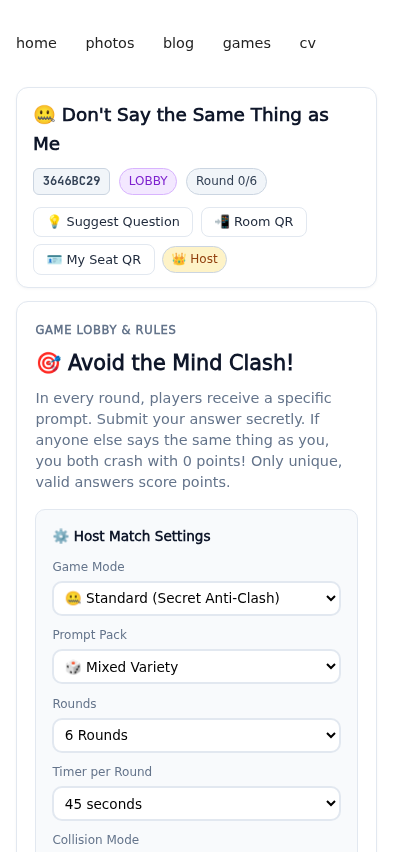 home photos blog games cv
🤐 Don't Say the Same Thing as
Me
3646BC29 LOBBY Round 0/6
💡 Suggest Question 📲 Room QR
🪪 My Seat QR 👑 Host
GAME LOBBY & RULES
🎯 Avoid the Mind Clash!
In every round, players receive a specific
prompt. Submit your answer secretly. If
anyone else says the same thing as you,
you both crash with 0 points! Only unique,
valid answers score points.
⚙️ Host Match Settings
Game Mode
🤐 Standard (Secret Anti-Clash)
Prompt Pack
🎲 Mixed Variety
Rounds
6 Rounds
Timer per Round
45 seconds
Collision Mode